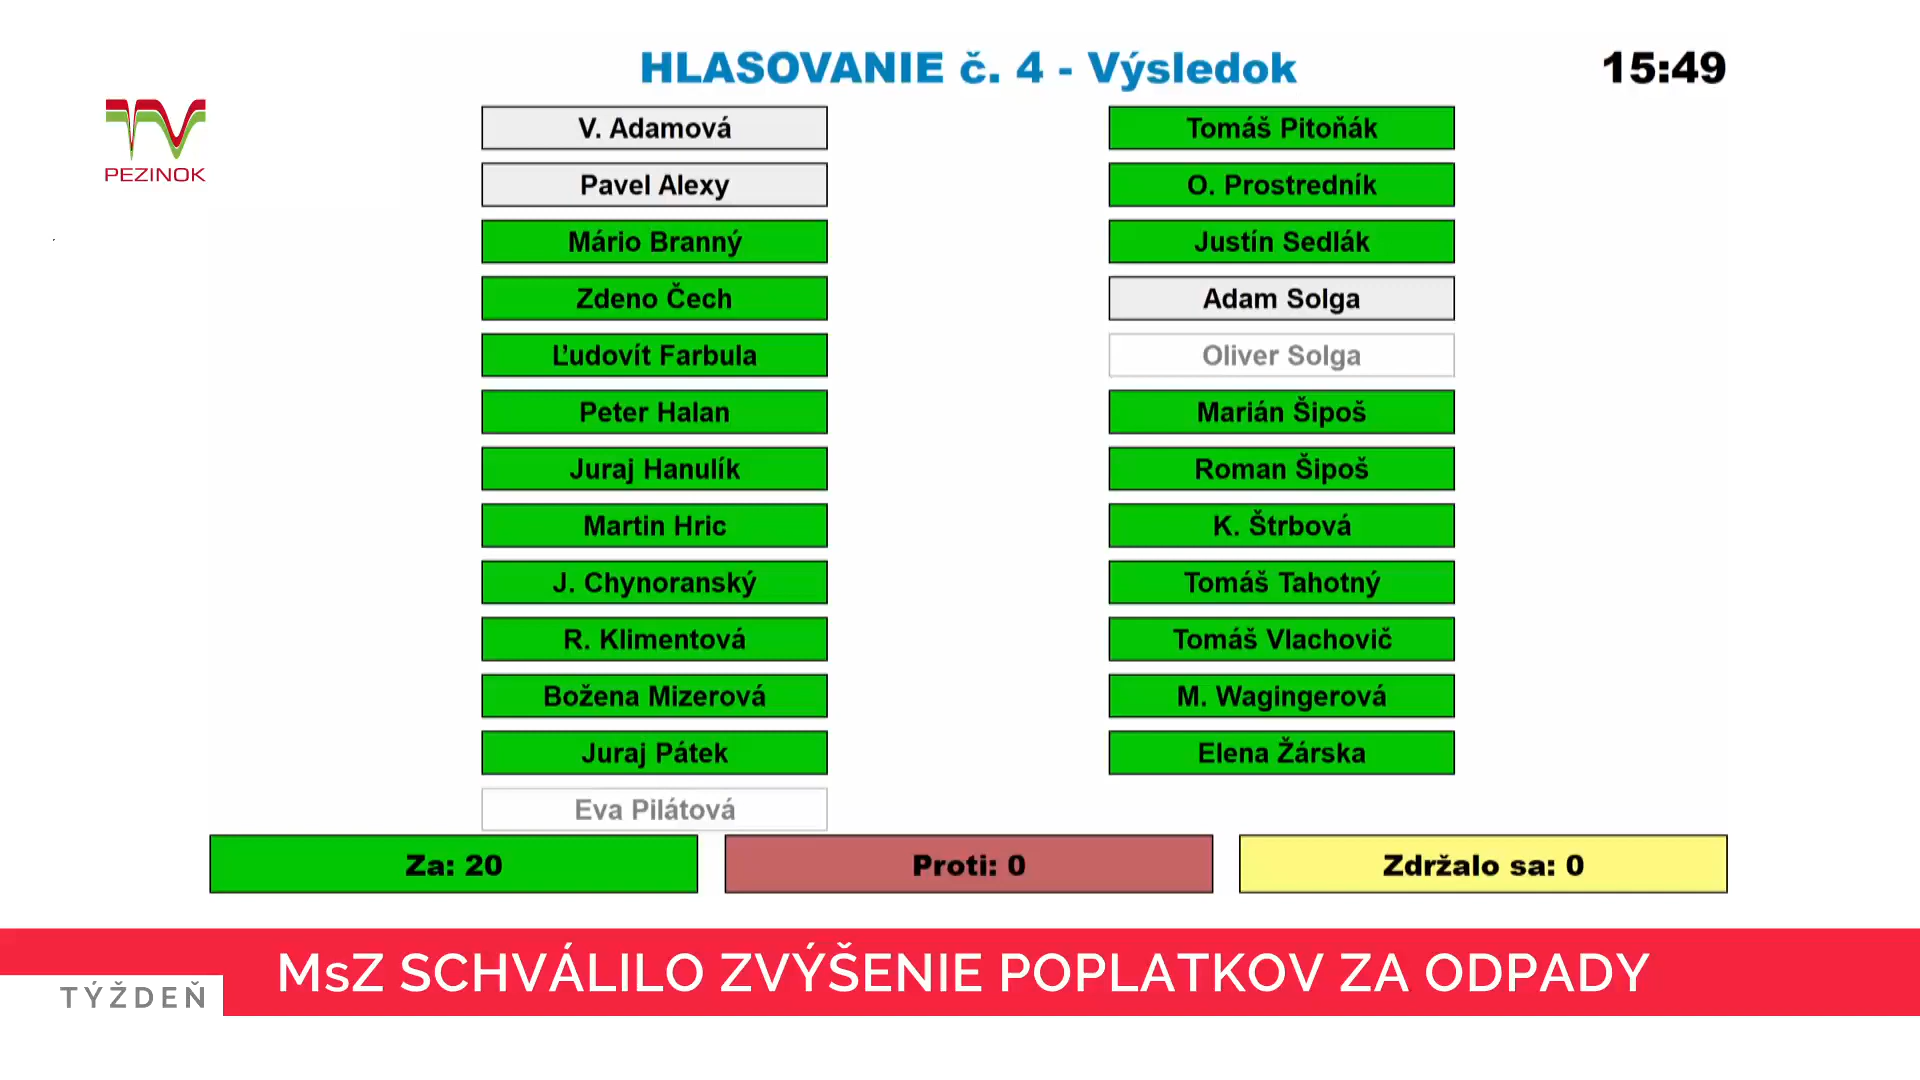 HLASOVANIE č. 4 - Výsledok
15:49
TV
PEZINOK
V. Adamová
Pavel Alexy
Mário Branný
Zdeno Čech
Ľudovít Farbula
Peter Halan
Juraj Hanulík
Martin Hric
J. Chynoranský
R. Klimentová
Božena Mizerová
Juraj Pátek
Eva Pilátová
Tomáš Pitoňák
O. Prostredník
Justín Sedlák
Adam Solga
Oliver Solga
Marián Šipoš
Roman Šipoš
K. Štrbová
Tomáš Tahotný
Tomáš Vlachovič
M. Wagingerová
Elena Žárska
Za: 20
Proti: 0
Zdržalo sa: 0
MsZ SCHVÁLILO ZVÝŠENIE POPLATKOV ZA ODPADY
TÝŽDEŇ